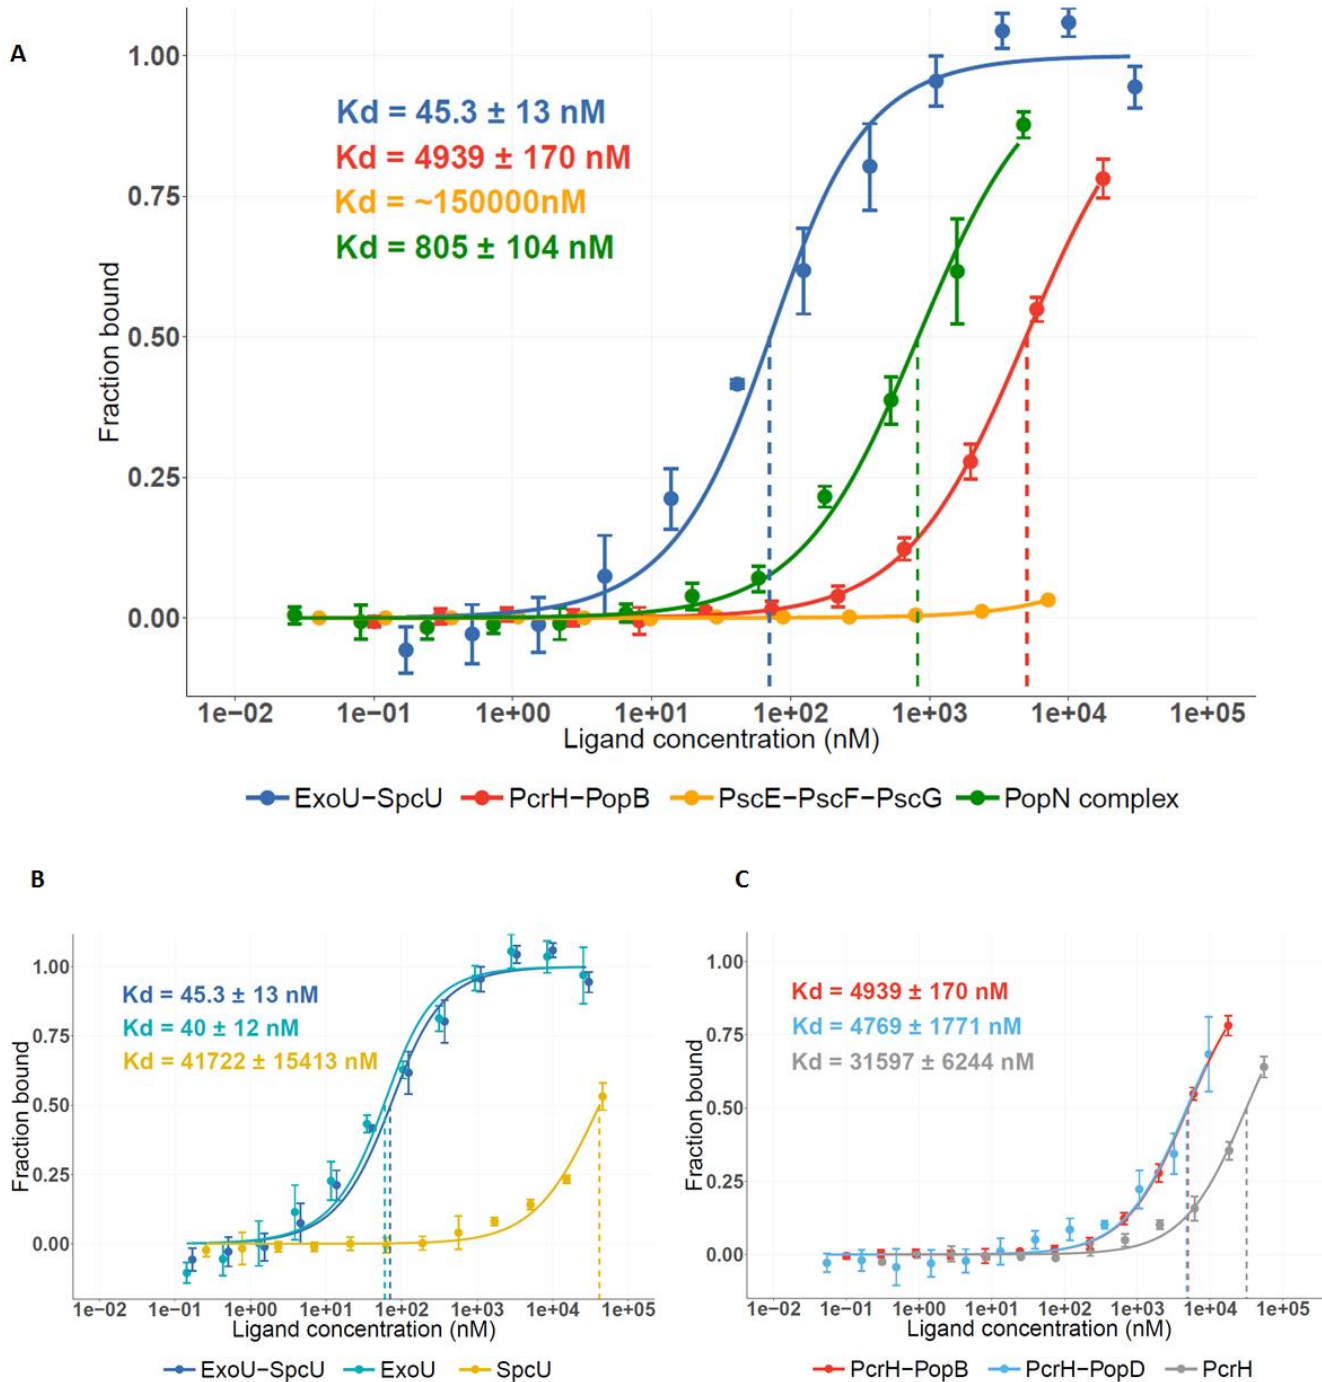 A
1.00
0.75
0.50
0.25
0.00
Fraction bound
Kd = 45.3 ± 13 nM
Kd = 4939 ± 170 nM
Kd = ~150000nM
Kd = 805 ± 104 nM
1e−02 1e−01 1e+00 1e+01 1e+02 1e+03 1e+04 1e+05
Ligand concentration (nM)
ExoU−SpcU PcrH−PopB PscE−PscF−PscG PopN complex
B
1.00
0.75
0.50
0.25
0.00
Fraction bound
Kd = 45.3 ± 13 nM
Kd = 40 ± 12 nM
Kd = 41722 ± 15413 nM
1e−02 1e−01 1e+00 1e+01 1e+02 1e+03 1e+04 1e+05
Ligand concentration (nM)
ExoU−SpcU ExoU SpcU
C
1.00
0.75
0.50
0.25
0.00
Fraction bound
Kd = 4939 ± 170 nM
Kd = 4769 ± 1771 nM
Kd = 31597 ± 6244 nM
1e−02 1e−01 1e+00 1e+01 1e+02 1e+03 1e+04 1e+05
Ligand concentration (nM)
PcrH−PopB PcrH−PopD PcrH